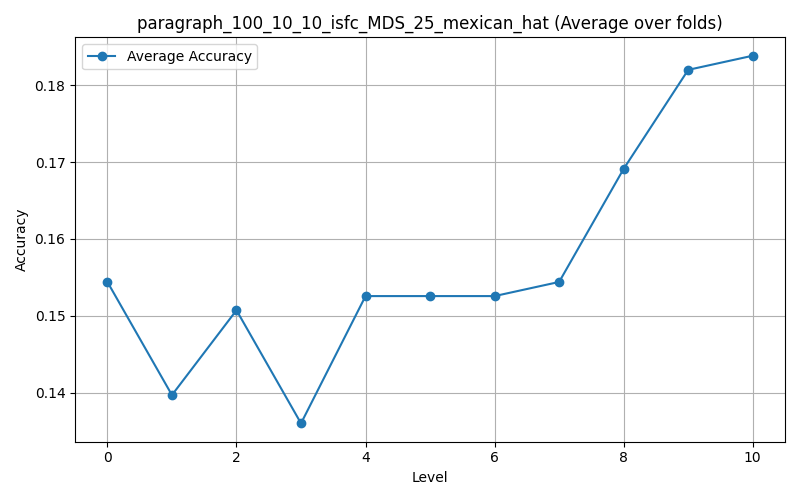 paragraph_100_10_10_isfc_MDS_25_mexican_hat (Average over folds)
Average Accuracy
0.18
0.17
0.16
0.15
0.14
Accuracy
0 2 4 6 8 10
Level